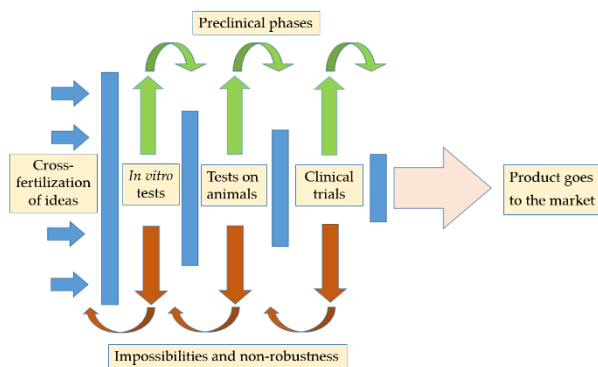 Preclinical phases
Cross-
fertilization
of ideas
In vitro
tests
Tests on
animals
Clinical
trials
Product goes
to the market
Impossibilities and non-robustness